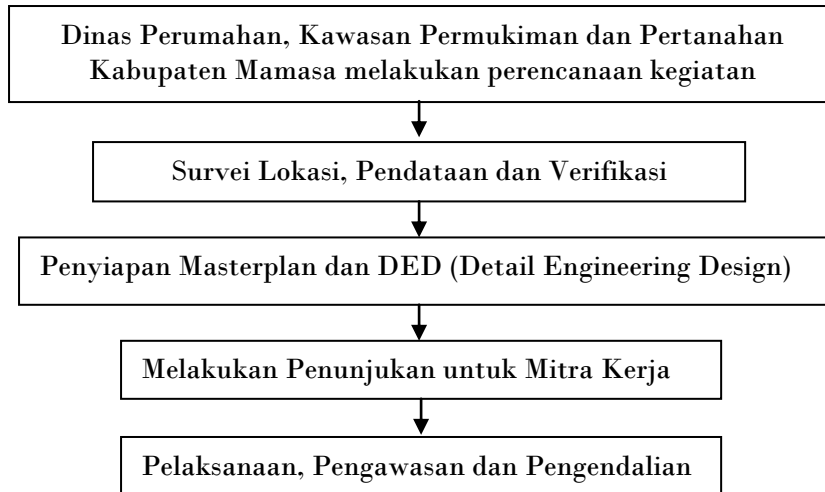 Dinas Perumahan, Kawasan Permukiman dan Pertanahan
Kabupaten Mamasa melakukan perencanaan kegiatan
Survei Lokasi, Pendataan dan Verifikasi
Penyiapan Masterplan dan DED (Detail Engineering Design)
Melakukan Penunjukan untuk Mitra Kerja
Pelaksanaan, Pengawasan dan Pengendalian